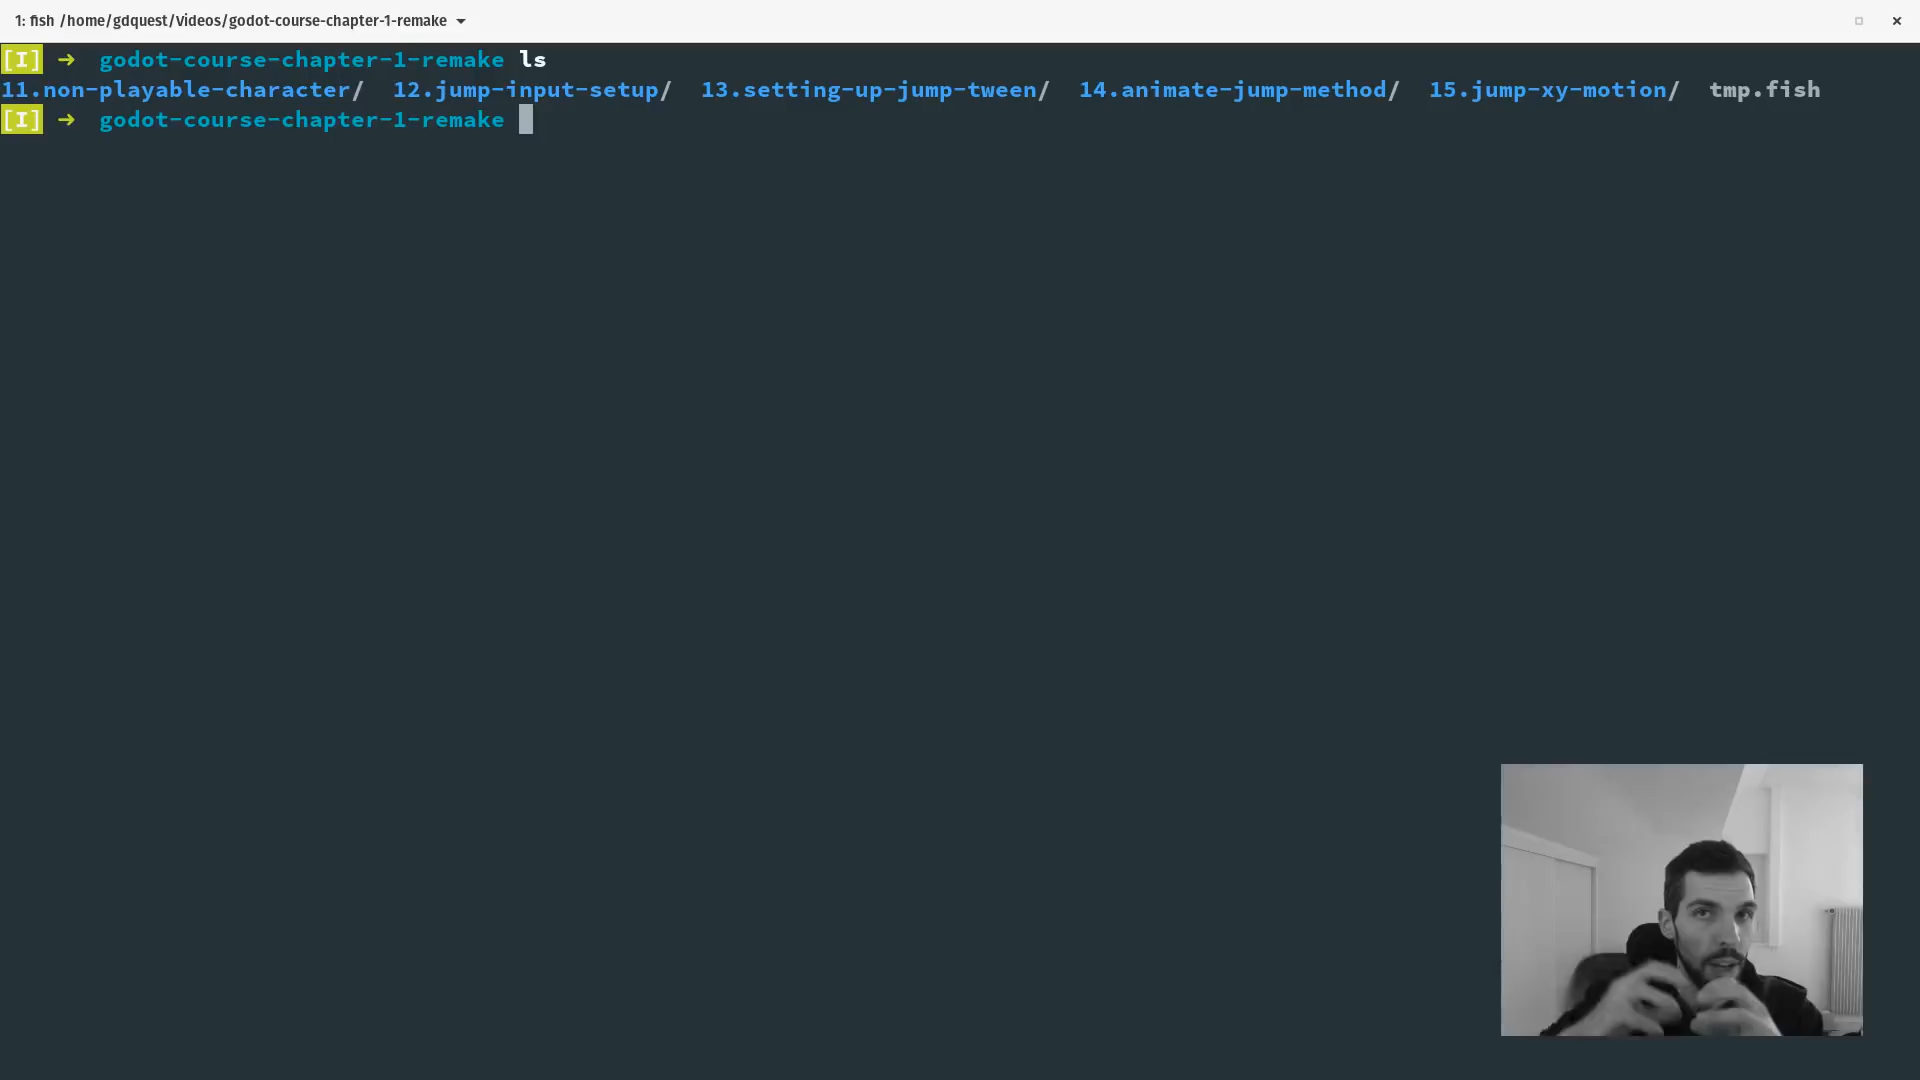 1: fish /home/gdquest/Videos/godot-course-chapter-1-remake
[I] → godot-course-chapter-1-remake ls
11.non-playable-character/ 12.jump-input-setup/ 13.setting-up-jump-tween/ 14.animate-jump-method/ 15.jump-xy-motion/ tmp.fish
[I] → godot-course-chapter-1-remake